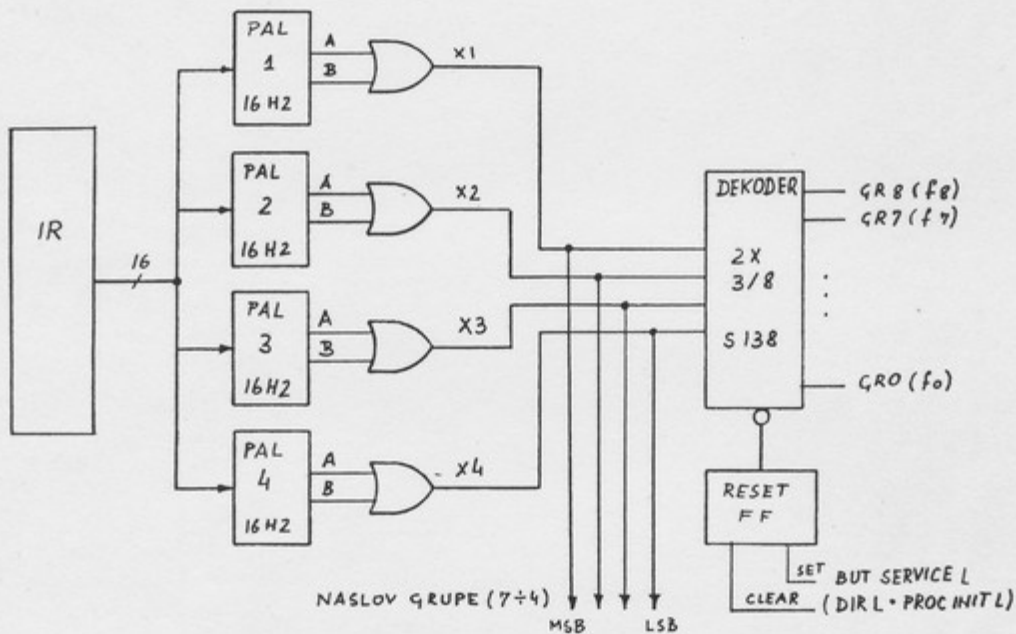 PAL
1
16H2
A
B
X1
PAL
2
16H2
A
B
X2
IR
16
PAL
3
16H2
A
B
X3
PAL
4
16H2
A
B
X4
DEKODER
2X
3/8
S138
GR8 (f8)
GR7 (f7)
GR0 (f0)
RESET
FF
SET BUT SERVICE L
CLEAR (DIR L • PROC INIT L)
NASLOV GRUPE (7÷4)
MSB
LSB